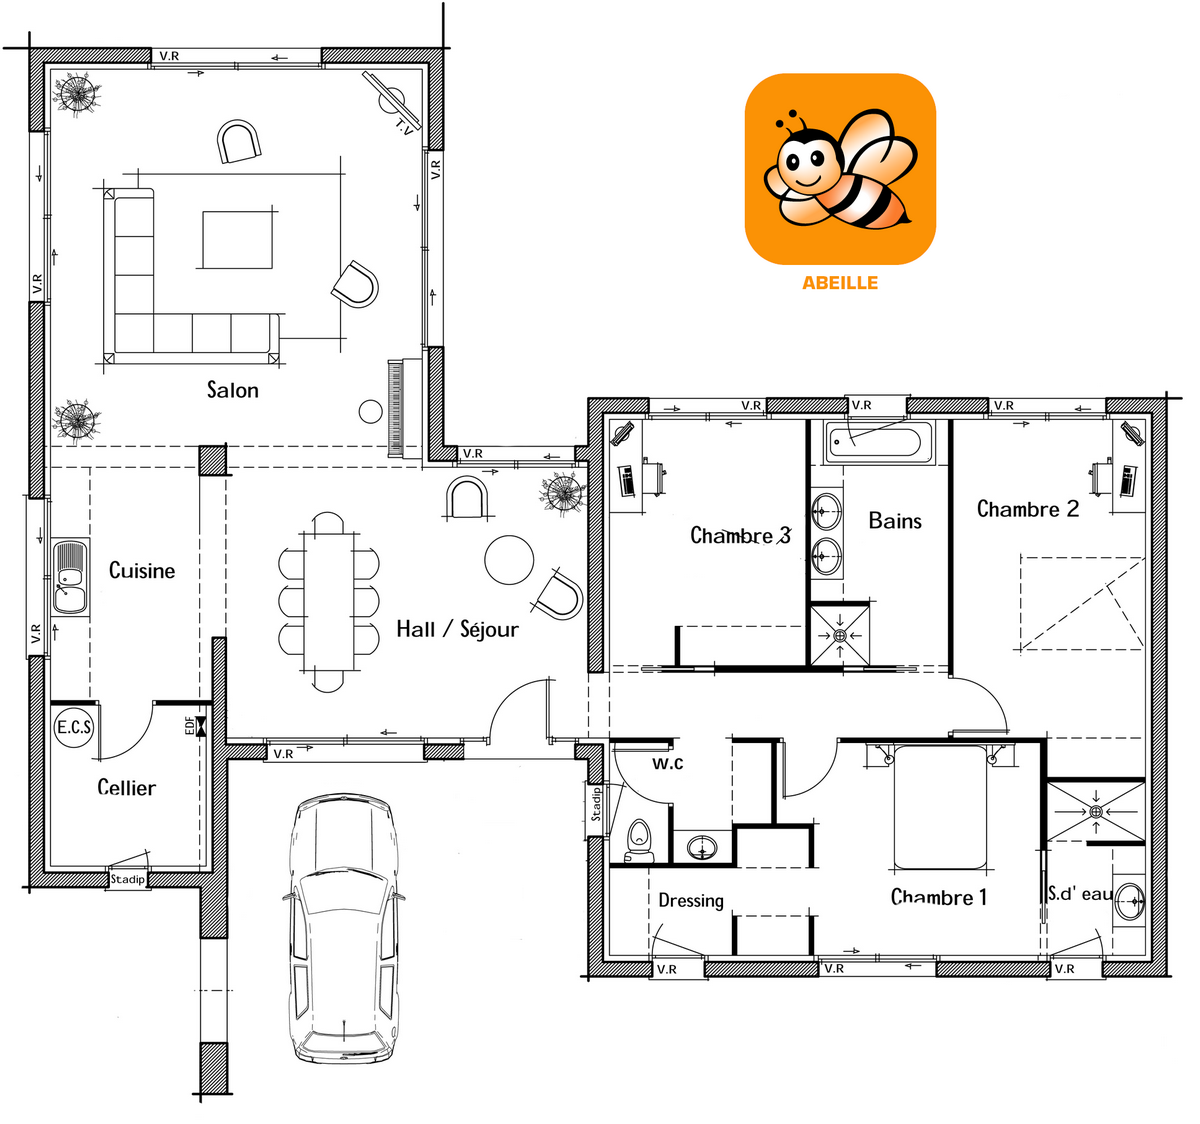 V.R
T.V
V.R
V.R
Salon
V.R
ABEILLE
V.R
V.R
V.R
Chambre 2
Bains
Chambre 3
Cuisine
V.R
Hall / Séjour
E.C.S
EDF
V.R
W.C
Cellier
Stadip
Stadip
Dressing
Chambre 1
S.d' eau
V.R
V.R
V.R